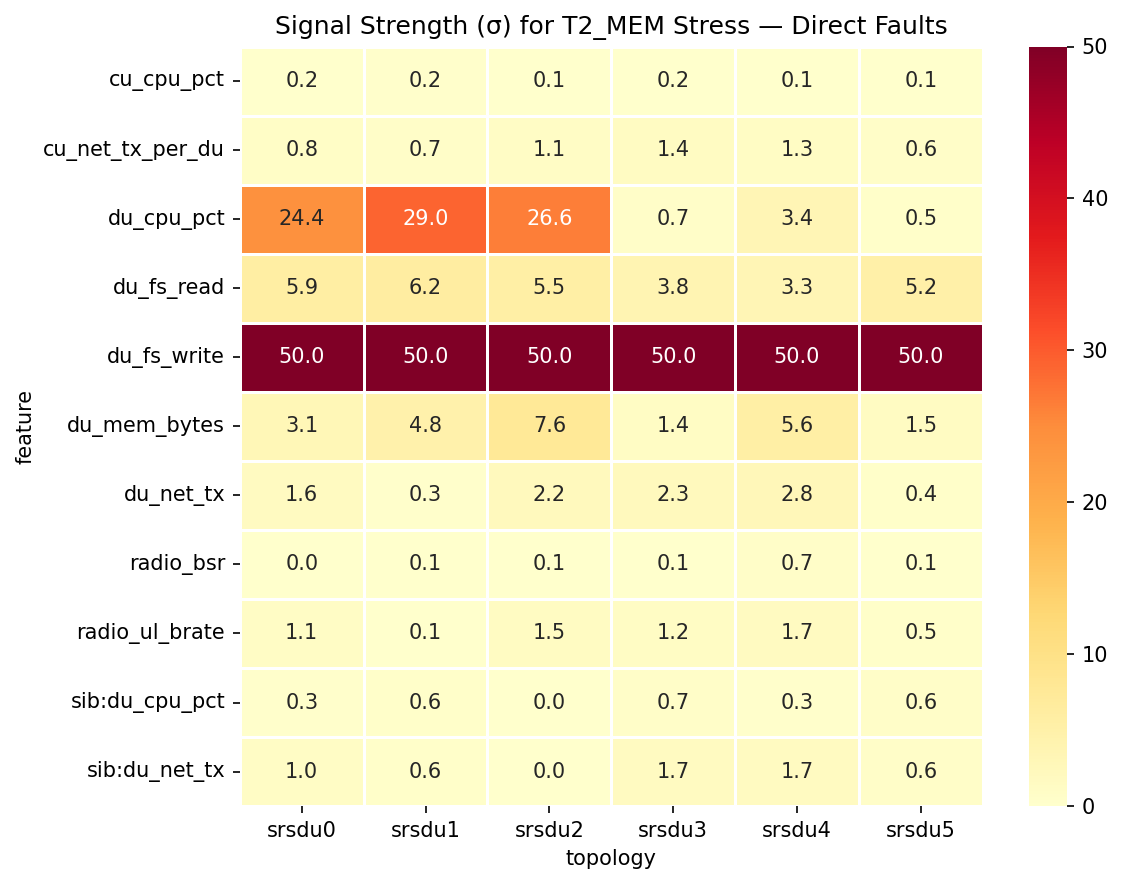 Signal Strength (σ) for T2_MEM Stress — Direct Faults
cu_cpu_pct 0.2 0.2 0.1 0.2 0.1 0.1
cu_net_tx_per_du 0.8 0.7 1.1 1.4 1.3 0.6
du_cpu_pct 24.4 29.0 26.6 0.7 3.4 0.5
du_fs_read 5.9 6.2 5.5 3.8 3.3 5.2
du_fs_write 50.0 50.0 50.0 50.0 50.0 50.0
du_mem_bytes 3.1 4.8 7.6 1.4 5.6 1.5
du_net_tx 1.6 0.3 2.2 2.3 2.8 0.4
radio_bsr 0.0 0.1 0.1 0.1 0.7 0.1
radio_ul_brate 1.1 0.1 1.5 1.2 1.7 0.5
sib:du_cpu_pct 0.3 0.6 0.0 0.7 0.3 0.6
sib:du_net_tx 1.0 0.6 0.0 1.7 1.7 0.6
srsdu0 srsdu1 srsdu2 srsdu3 srsdu4 srsdu5
topology
feature
50
40
30
20
10
0